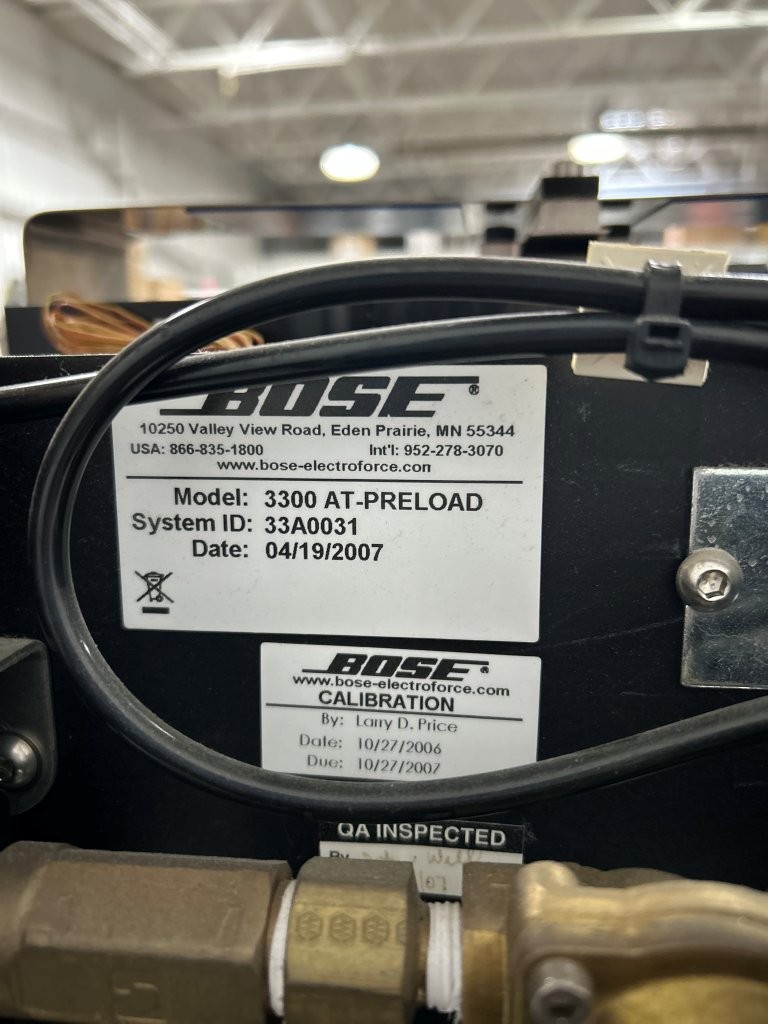 BOSE®
10250 Valley View Road, Eden Prairie, MN 55344
USA: 866-835-1800 Int'l: 952-278-3070
www.bose-electroforce.com
Model: 3300 AT-PRELOAD
System ID: 33A0031
Date: 04/19/2007
BOSE®
www.bose-electroforce.com
CALIBRATION
By: Larry D. Price
Date: 10/27/2006
Due: 10/27/2007
QA INSPECTED
By
/07